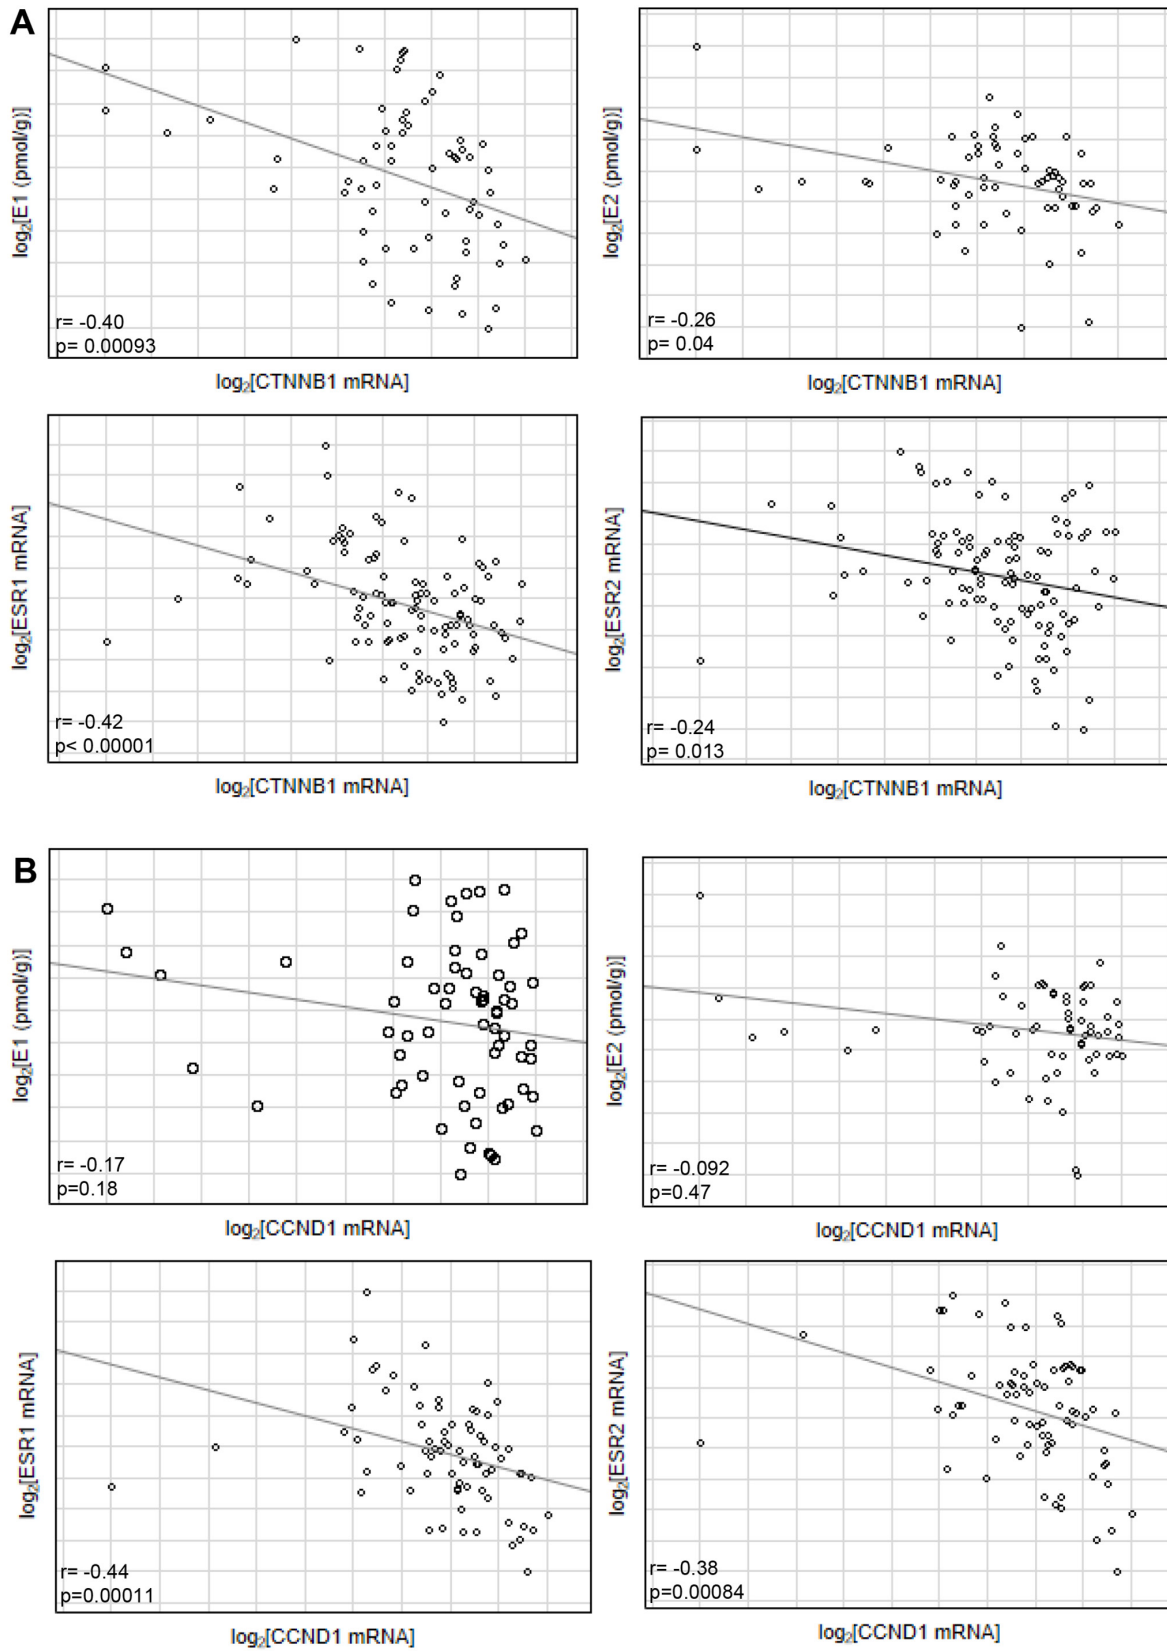 A
log₂[E1 (pmol/g)]
r= -0.40
p= 0.00093
log₂[CTNNB1 mRNA]
log₂[E2 (pmol/g)]
r= -0.26
p= 0.04
log₂[CTNNB1 mRNA]
log₂[ESR1 mRNA]
r= -0.42
p< 0.00001
log₂[CTNNB1 mRNA]
log₂[ESR2 mRNA]
r= -0.24
p= 0.013
log₂[CTNNB1 mRNA]
B
log₂[E1 (pmol/g)]
r= -0.17
p=0.18
log₂[CCND1 mRNA]
log₂[E2 (pmol/g)]
r= -0.092
p=0.47
log₂[CCND1 mRNA]
log₂[ESR1 mRNA]
r= -0.44
p=0.00011
log₂[CCND1 mRNA]
log₂[ESR2 mRNA]
r= -0.38
p=0.00084
log₂[CCND1 mRNA]